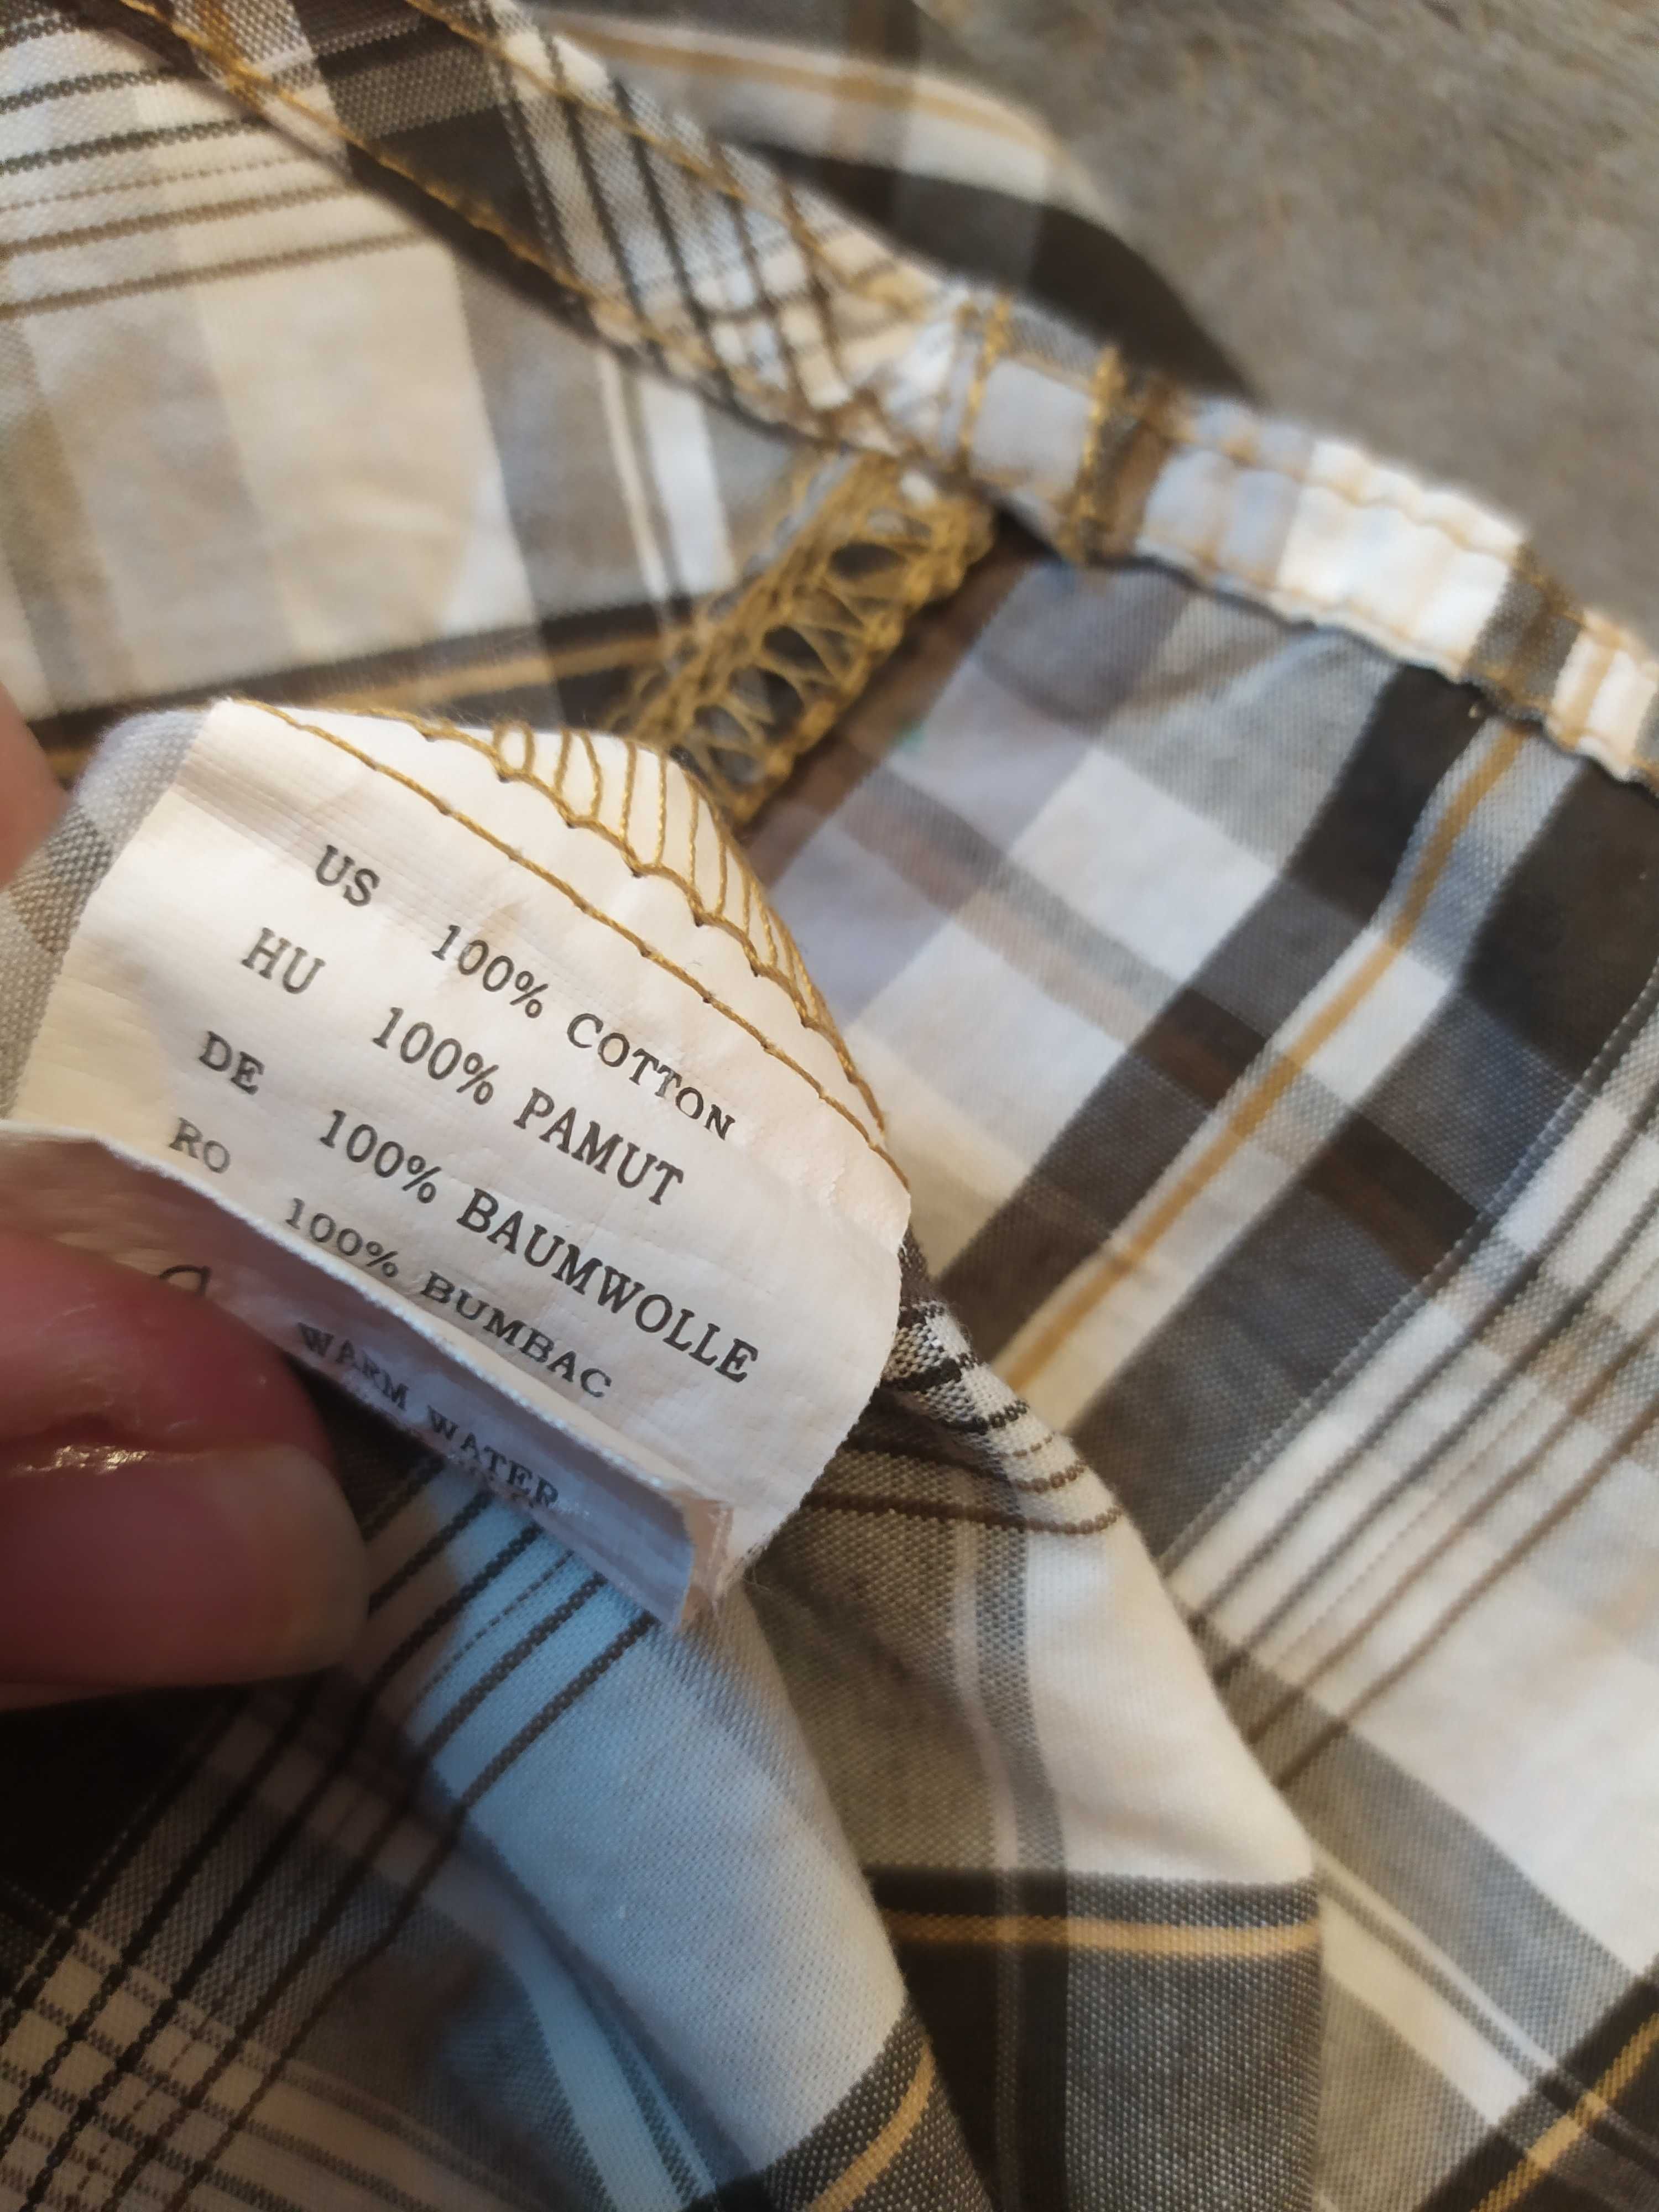 US 100% COTTON
HU 100% PAMUT
DE 100% BAUMWOLLE
RO 100% BUMBAC
WARM WATER